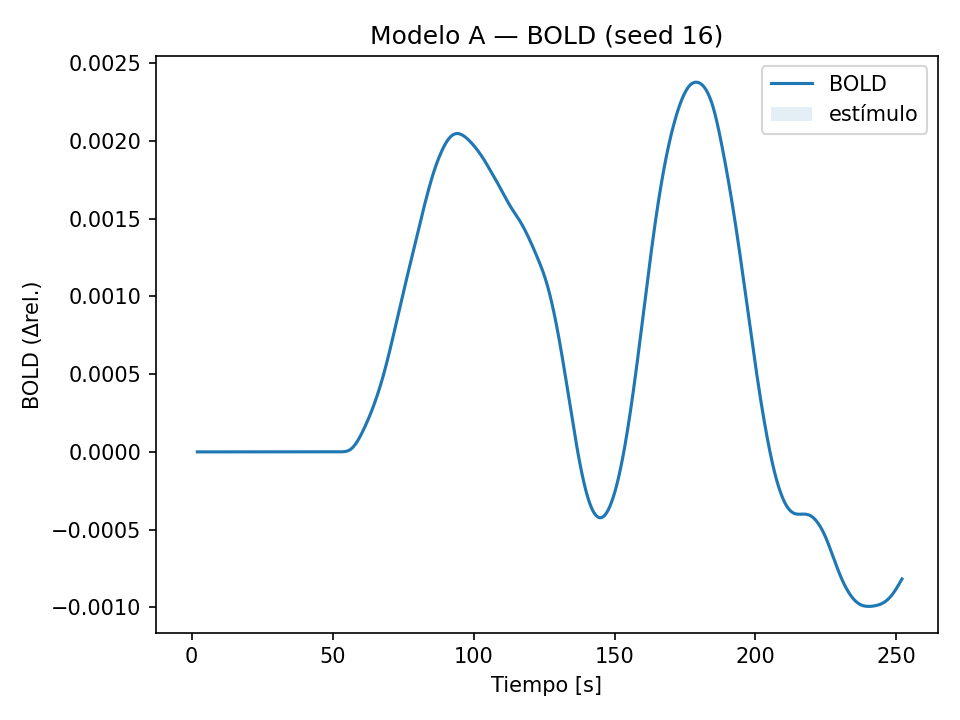 Modelo A — BOLD (seed 16)
BOLD
estímulo
BOLD (Δrel.)
0.0025
0.0020
0.0015
0.0010
0.0005
0.0000
−0.0005
−0.0010
0 50 100 150 200 250
Tiempo [s]